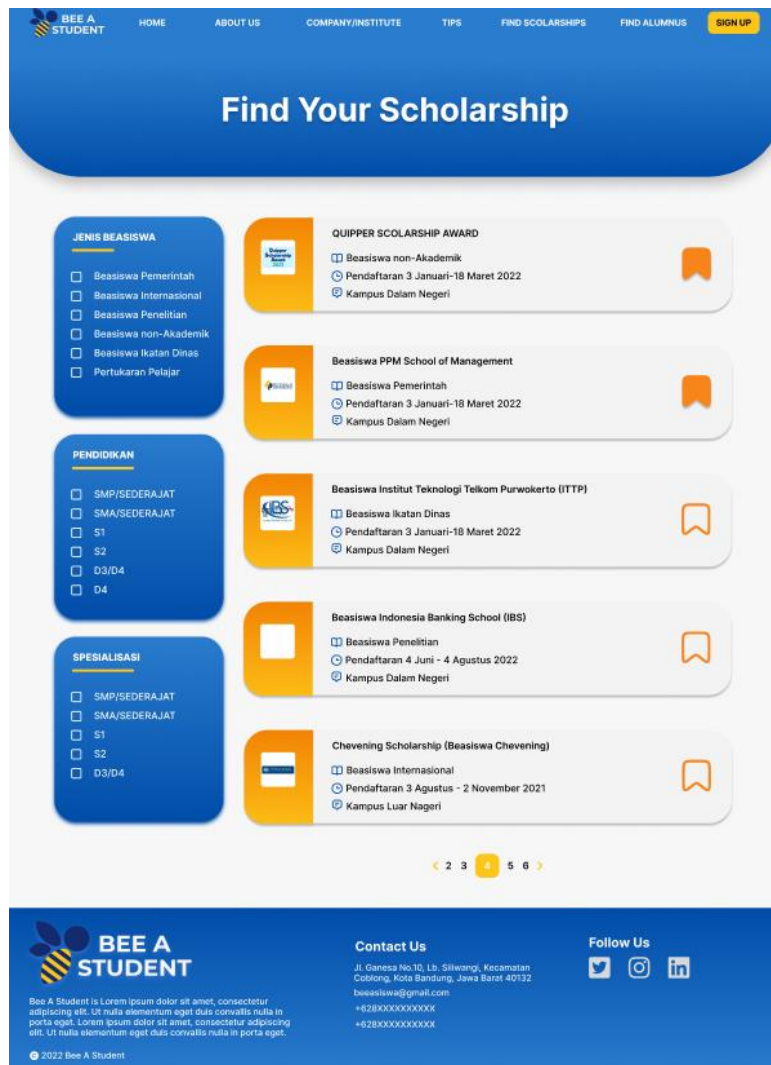 BEE A
STUDENT
HOME
ABOUT US
COMPANY/INSTITUTE
TIPS
FIND SCOLARSHIPS
FIND ALUMNUS
SIGN UP
Find Your Scholarship
JENIS BEASISWA
Beasiswa Pemerintah
Beasiswa Internasional
Beasiswa Penelitian
Beasiswa non-Akademik
Beasiswa Ikatan Dinas
Pertukaran Pelajar
PENDIDIKAN
SMP/SEDERAJAT
SMA/SEDERAJAT
S1
S2
D3/D4
D4
SPESIALISASI
SMP/SEDERAJAT
SMA/SEDERAJAT
S1
S2
D3/D4
Quipper
Scholarship
Award
2021
QUIPPER SCOLARSHIP AWARD
Beasiswa non-Akademik
Pendaftaran 3 Januari-18 Maret 2022
Kampus Dalam Negeri
Beasiswa PPM School of Management
Beasiswa Pemerintah
Pendaftaran 3 Januari-18 Maret 2022
Kampus Dalam Negeri
IBS
Beasiswa Institut Teknologi Telkom Purwokerto (ITTP)
Beasiswa Ikatan Dinas
Pendaftaran 3 Januari-18 Maret 2022
Kampus Dalam Negeri
Beasiswa Indonesia Banking School (IBS)
Beasiswa Penelitian
Pendaftaran 4 Juni - 4 Agustus 2022
Kampus Dalam Negeri
Chevening Scholarship (Beasiswa Chevening)
Beasiswa Internasional
Pendaftaran 3 Agustus - 2 November 2021
Kampus Luar Nageri
< 2 3 4 5 6 >
BEE A
STUDENT
Bee A Student is Lorem ipsum dolor sit amet, consectetur
adipiscing elit. Ut nulla elementum eget duis convallis nulla in
porta eget. Lorem ipsum dolor sit amet, consectetur adipiscing
elit. Ut nulla elementum eget duis convallis nulla in porta eget.
© 2022 Bee A Student
Contact Us
Jl. Ganesa No.10, Lb. Siliwangi, Kecamatan
Coblong, Kota Bandung, Jawa Barat 40132
beeasiswa@gmail.com
+628XXXXXXXXXX
+628XXXXXXXXXX
Follow Us